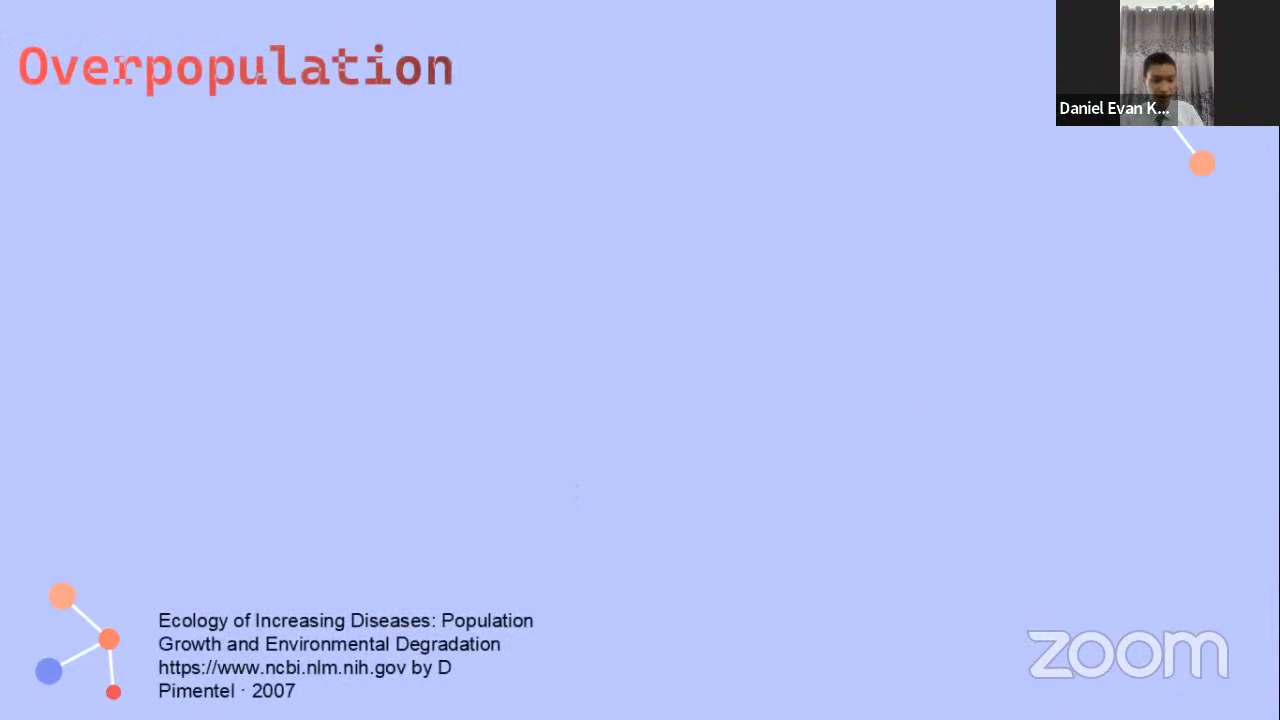 Overpopulation
Daniel Evan K...
Ecology of Increasing Diseases: Population
Growth and Environmental Degradation
https://www.ncbi.nlm.nih.gov by D
Pimentel · 2007
zoom